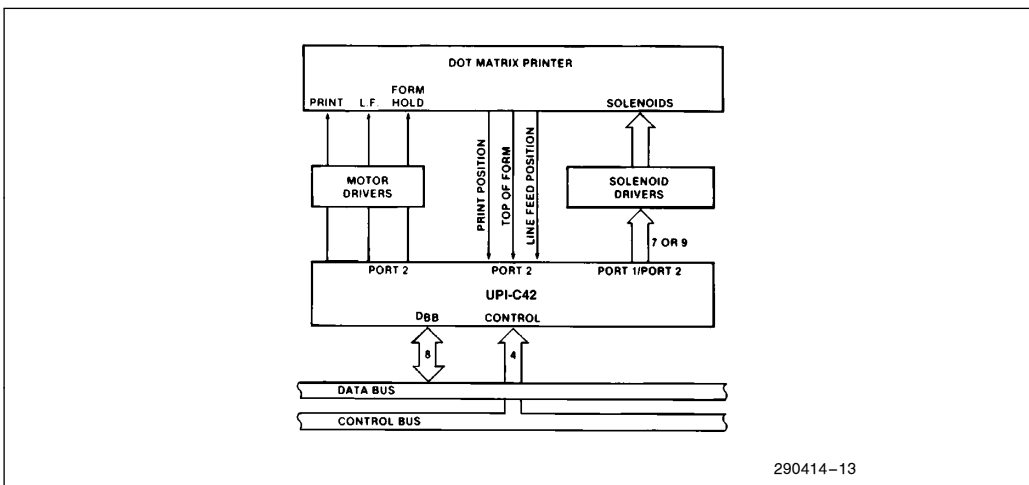 DOT MATRIX PRINTER
FORM
PRINT L.F. HOLD SOLENOIDS
MOTOR
DRIVERS
PRINT POSITION
TOP OF FORM
LINE FEED POSITION
SOLENOID
DRIVERS
7 OR 9
PORT 2 PORT 2 PORT 1/PORT 2
UPI-C42
DBB CONTROL
8 4
DATA BUS
CONTROL BUS
290414–13